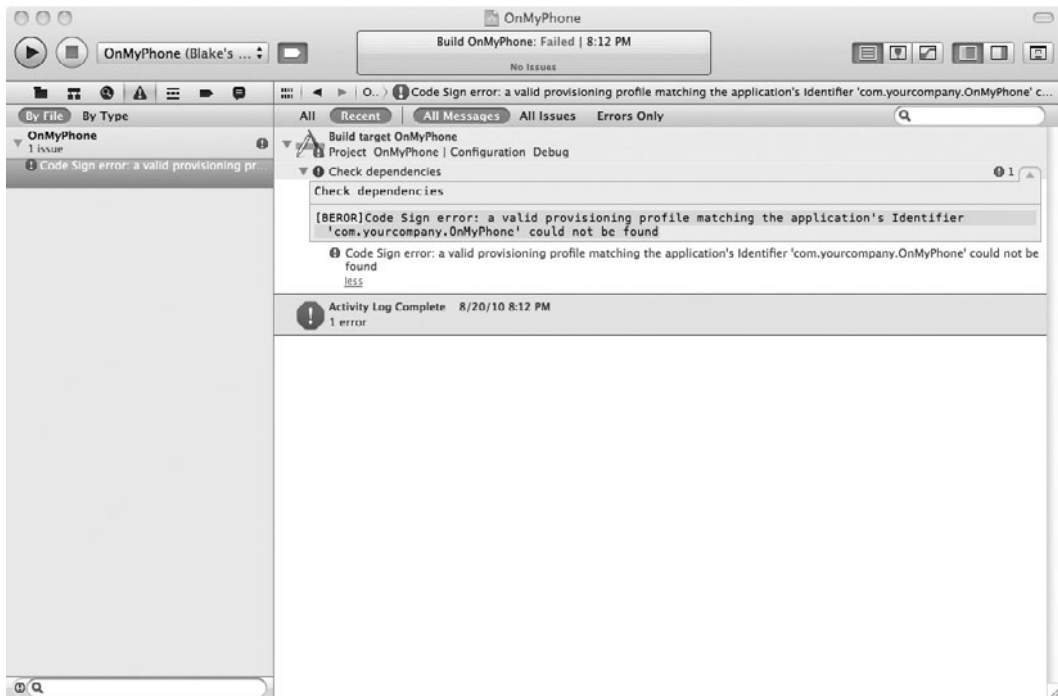 OnMyPhone
OnMyPhone (Blake's ...
Build OnMyPhone: Failed | 8:12 PM
No Issues
O.. 
Code Sign error: a valid provisioning profile matching the application's Identifier 'com.yourcompany.OnMyPhone' c...
By File By Type
All Recent All Messages All Issues Errors Only
OnMyPhone
1 issue
Code Sign error: a valid provisioning pr...
Build target OnMyPhone
Project OnMyPhone | Configuration Debug
Check dependencies
1
Check dependencies
[BEROR]Code Sign error: a valid provisioning profile matching the application's Identifier
'com.yourcompany.OnMyPhone' could not be found
Code Sign error: a valid provisioning profile matching the application's Identifier 'com.yourcompany.OnMyPhone' could not be
found
less
Activity Log Complete 8/20/10 8:12 PM
1 error